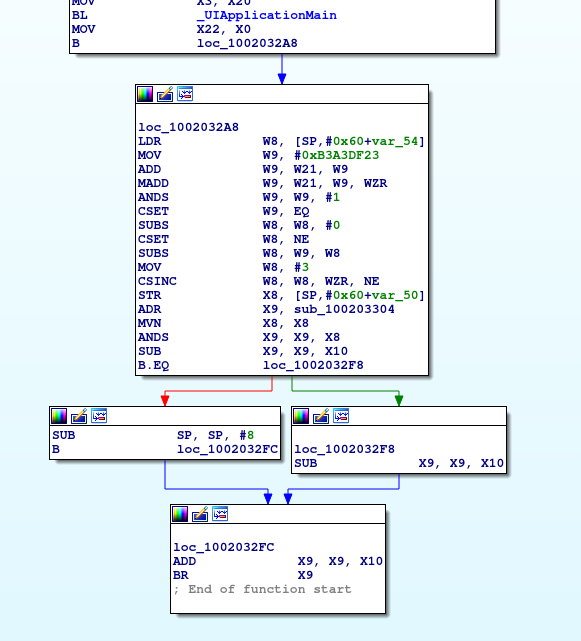 MOV X3, X20
BL _UIApplicationMain
MOV X22, X0
B loc_1002032A8
loc_1002032A8
LDR W8, [SP,#0x60+var_54]
MOV W9, #0xB3A3DF23
ADD W9, W21, W9
MADD W9, W21, W9, WZR
ANDS W9, W9, #1
CSET W9, EQ
SUBS W8, W8, #0
CSET W8, NE
SUBS W8, W9, W8
MOV W8, #3
CSINC W8, W8, WZR, NE
STR X8, [SP,#0x60+var_50]
ADR X9, sub_100203304
MVN X8, X8
ANDS X9, X9, X8
SUB X9, X9, X10
B.EQ loc_1002032F8
SUB SP, SP, #8
B loc_1002032FC
loc_1002032F8
SUB X9, X9, X10
loc_1002032FC
ADD X9, X9, X10
BR X9
; End of function start